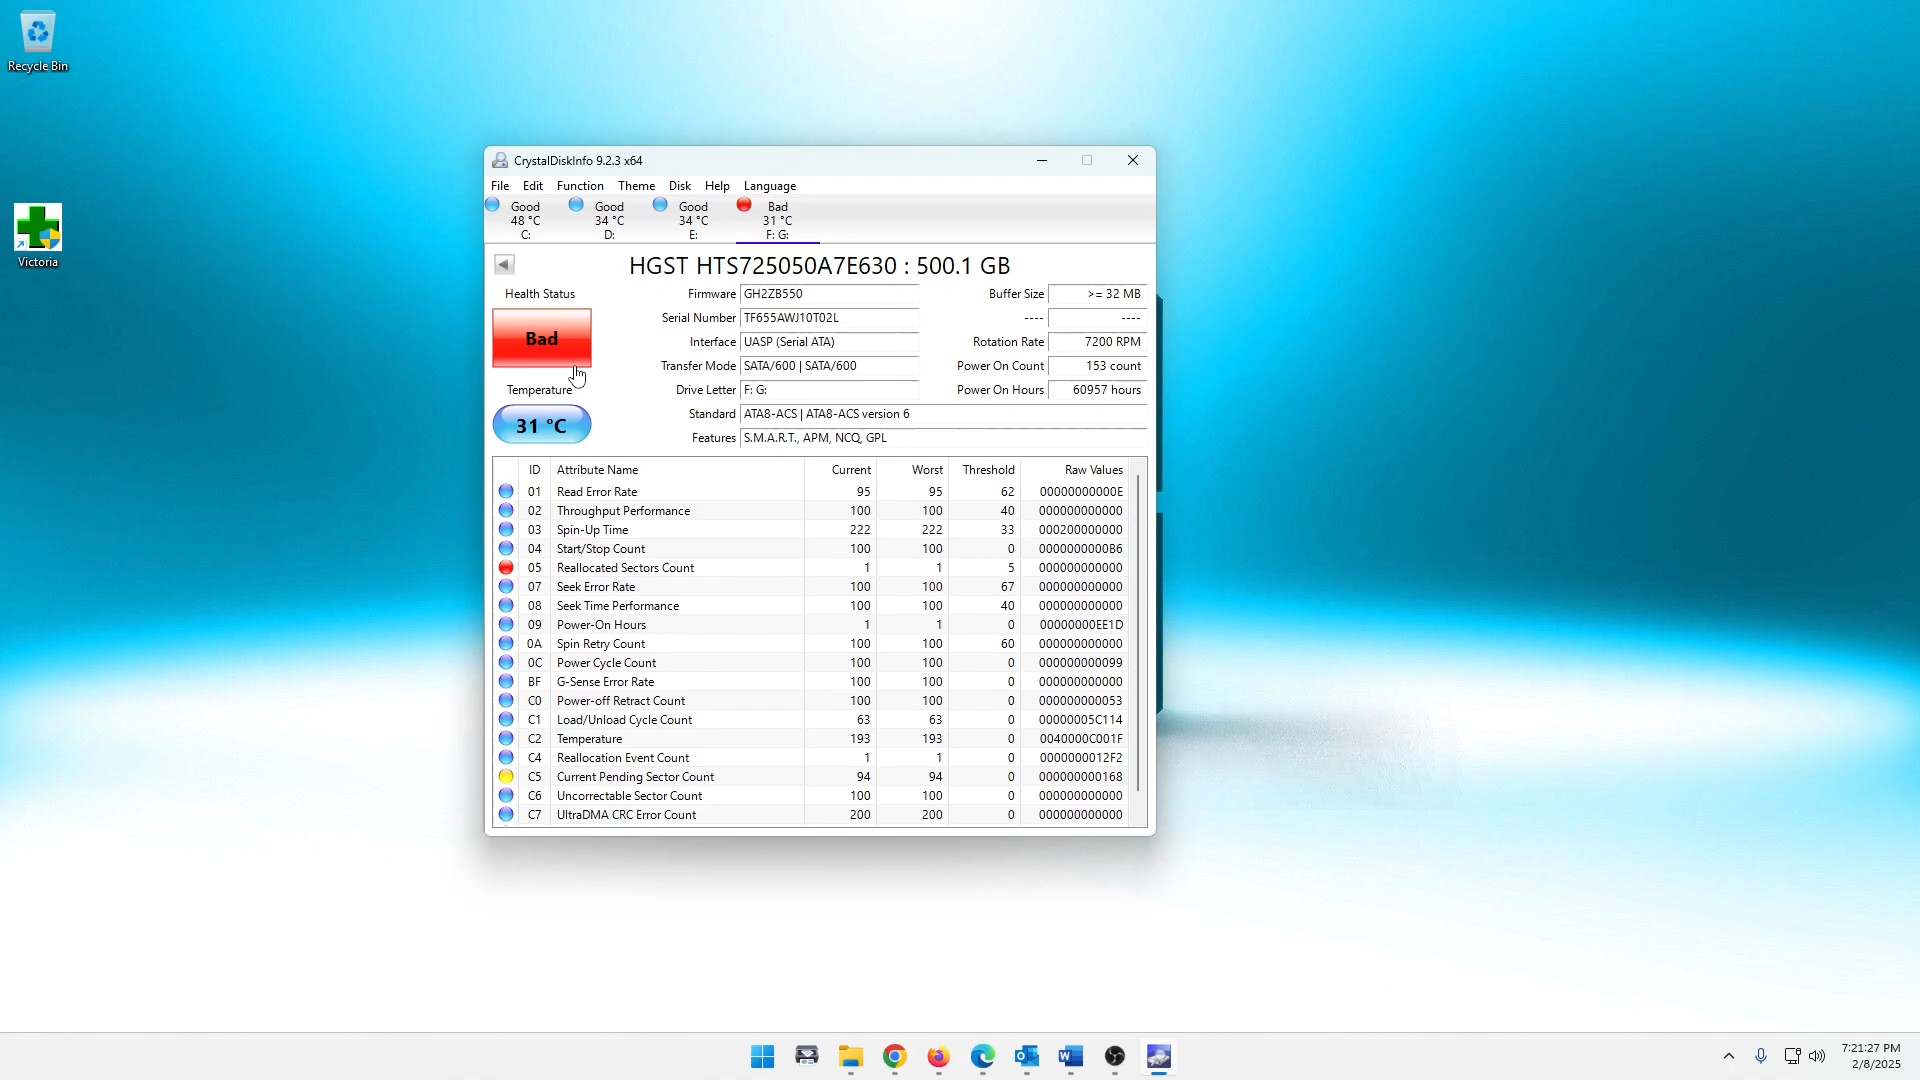 Recycle Bin
Victoria
CrystalDiskInfo 9.2.3 x64
File Edit Function Theme Disk Help Language
Good Good Good Bad
48 °C 34 °C 34 °C 31 °C
C: D: E: F: G:
HGST HTS725050A7E630 : 500.1 GB
Health Status Firmware GH2ZB550 Buffer Size >= 32 MB
Serial Number TF655AWJ10T02L ---- ----
Bad Interface UASP (Serial ATA) Rotation Rate 7200 RPM
Transfer Mode SATA/600 | SATA/600 Power On Count 153 count
Temperature Drive Letter F: G: Power On Hours 60957 hours
Standard ATA8-ACS | ATA8-ACS version 6
31 °C Features S.M.A.R.T., APM, NCQ, GPL
ID Attribute Name Current Worst Threshold Raw Values
01 Read Error Rate 95 95 62 00000000000E
02 Throughput Performance 100 100 40 000000000000
03 Spin-Up Time 222 222 33 000200000000
04 Start/Stop Count 100 100 0 0000000000B6
05 Reallocated Sectors Count 1 1 5 000000000000
07 Seek Error Rate 100 100 67 000000000000
08 Seek Time Performance 100 100 40 000000000000
09 Power-On Hours 1 1 0 00000000EE1D
0A Spin Retry Count 100 100 60 000000000000
0C Power Cycle Count 100 100 0 000000000099
BF G-Sense Error Rate 100 100 0 000000000000
C0 Power-off Retract Count 100 100 0 000000000053
C1 Load/Unload Cycle Count 63 63 0 00000005C114
C2 Temperature 193 193 0 0040000C001F
C4 Reallocation Event Count 1 1 0 0000000012F2
C5 Current Pending Sector Count 94 94 0 000000000168
C6 Uncorrectable Sector Count 100 100 0 000000000000
C7 UltraDMA CRC Error Count 200 200 0 000000000000
7:21:27 PM
2/8/2025